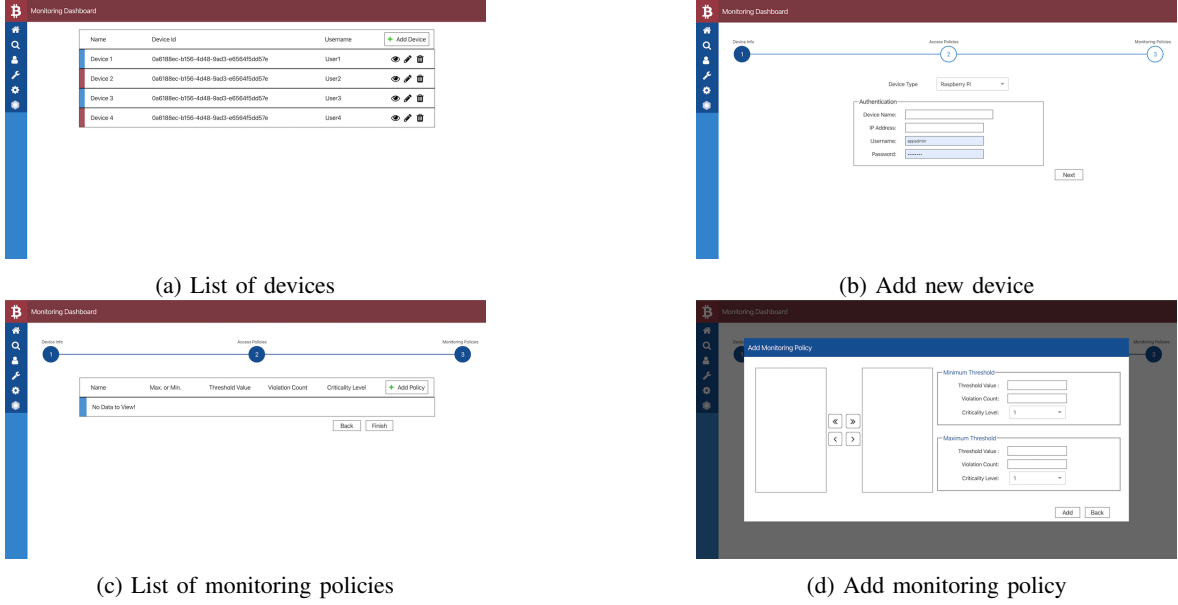 Monitoring Dashboard
Name Device Id Username + Add Device
Device 1 0a6188ec-b156-4d48-9ad3-e6564f5dd57e User1
Device 2 0a6188ec-b156-4d48-9ad3-e6564f5dd57e User2
Device 3 0a6188ec-b156-4d48-9ad3-e6564f5dd57e User3
Device 4 0a6188ec-b156-4d48-9ad3-e6564f5dd57e User4
(a) List of devices
Monitoring Dashboard
Device Info Access Policies Monitoring Policies
1 2 3
Device Type Raspberry Pi
Authentication
Device Name:
IP Address:
Username: appadmin
Password: ········
Next
(b) Add new device
Monitoring Dashboard
Device Info Access Policies Monitoring Policies
1 2 3
Name Max. or Min. Threshold Value Violation Count Criticality Level + Add Policy
No Data to View!
Back Finish
(c) List of monitoring policies
Monitoring Dashboard
Monitoring Policies
1 3
Add Monitoring Policy
Minimum Threshold
Threshold Value :
Violation Count:
Criticality Level: 1
« »
< >
Maximum Threshold
Threshold Value :
Violation Count:
Criticality Level: 1
Add Back
(d) Add monitoring policy